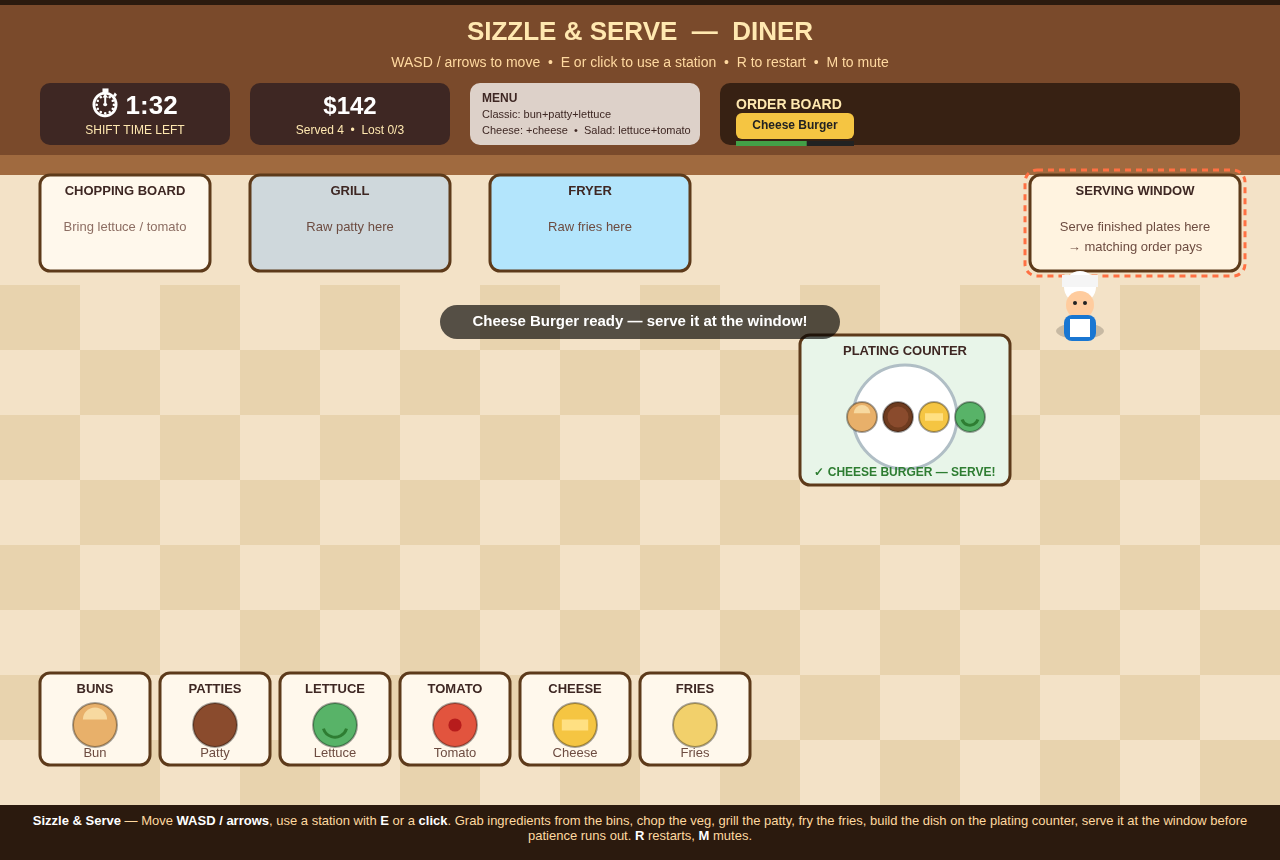 SIZZLE & SERVE — DINER
WASD / arrows to move • E or click to use a station • R to restart • M to mute
1:32
SHIFT TIME LEFT
$142
Served 4 • Lost 0/3
MENU
Classic: bun+patty+lettuce
Cheese: +cheese • Salad: lettuce+tomato
ORDER BOARD
Cheese Burger
CHOPPING BOARD
Bring lettuce / tomato
GRILL
Raw patty here
FRYER
Raw fries here
SERVING WINDOW
Serve finished plates here
→ matching order pays
Cheese Burger ready — serve it at the window!
PLATING COUNTER
✓ CHEESE BURGER — SERVE!
BUNS
Bun
PATTIES
Patty
LETTUCE
Lettuce
TOMATO
Tomato
CHEESE
Cheese
FRIES
Fries
Sizzle & Serve — Move WASD / arrows, use a station with E or a click. Grab ingredients from the bins, chop the veg, grill the patty, fry the fries, build the dish on the plating counter, serve it at the window before
patience runs out. R restarts, M mutes.